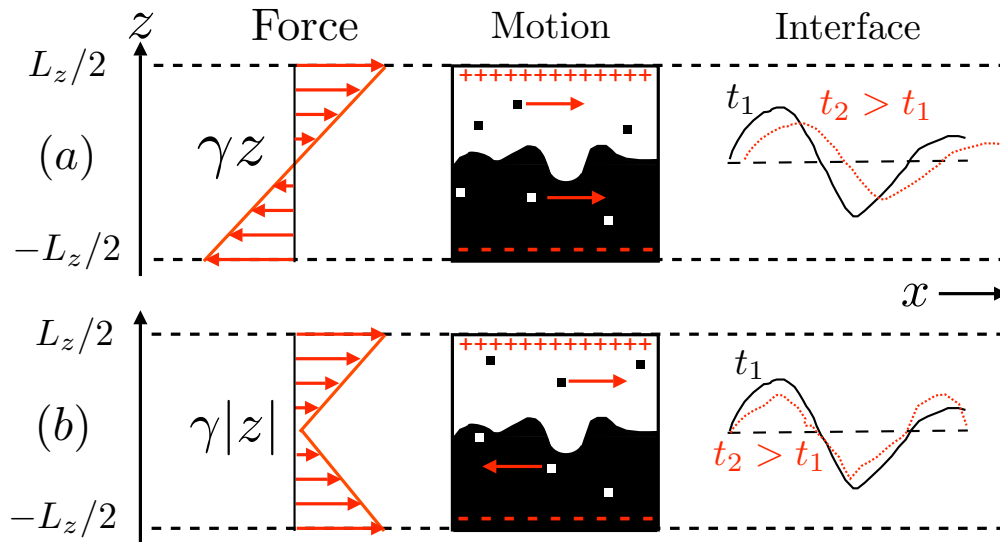 z
Force
Motion
Interface
L_z/2
+++++++++++++
t_1
t_2 > t_1
(a)
γz
-L_z/2
- - - - - - - - - - - - -
x
L_z/2
+++++++++++++
t_1
(b)
γ|z|
t_2 > t_1
-L_z/2
- - - - - - - - - - - - -